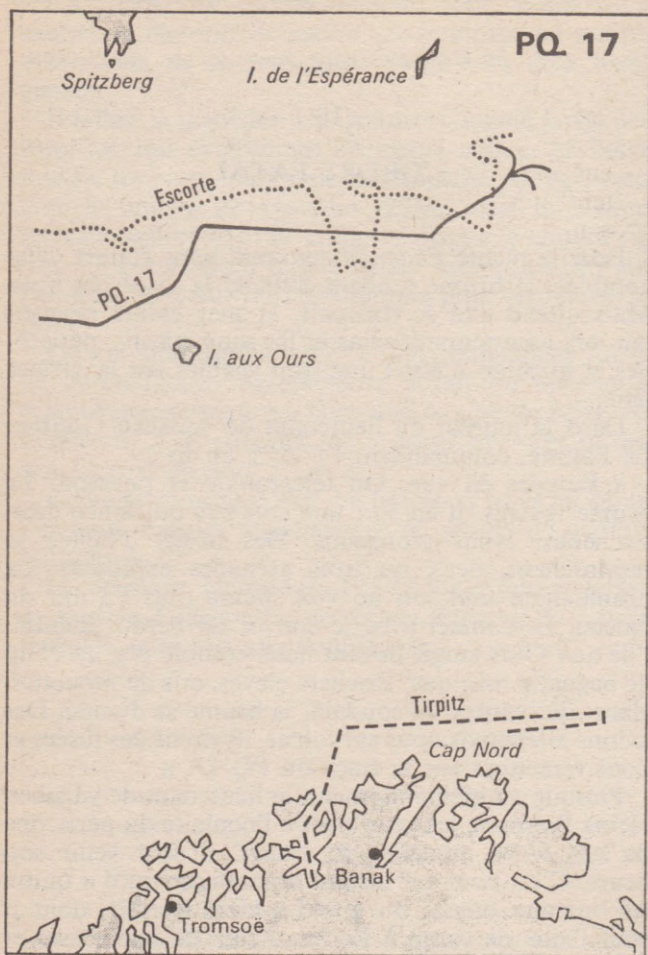 PQ. 17
Spitzberg
I. de l'Espérance
Escorte
PQ. 17
I. aux Ours
Tirpitz
Cap Nord
Banak
Tromsoë